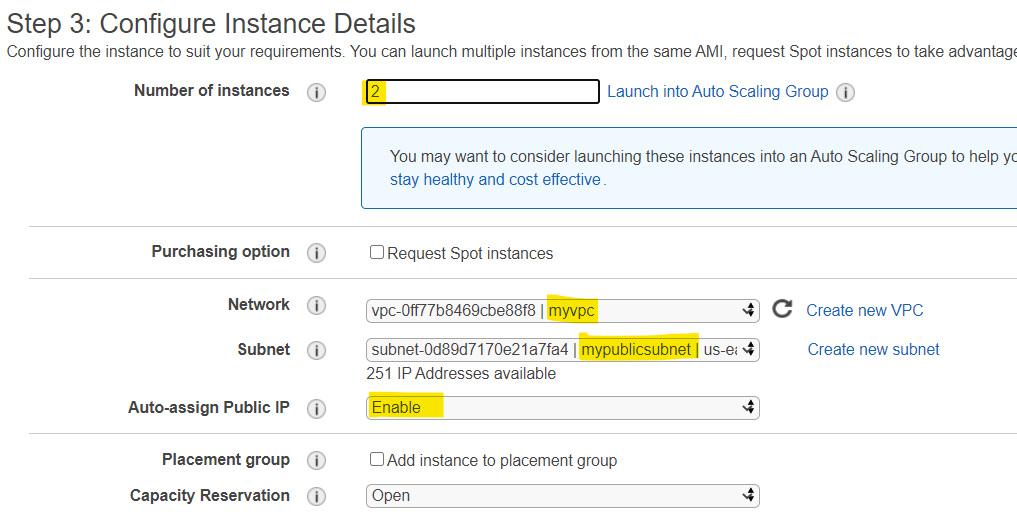 Step 3: Configure Instance Details
Configure the instance to suit your requirements. You can launch multiple instances from the same AMI, request Spot instances to take advantage
Number of instances i 2 Launch into Auto Scaling Group i
You may want to consider launching these instances into an Auto Scaling Group to help
stay healthy and cost effective.
Purchasing option i Request Spot instances
Network i vpc-0ff77b8469cbe88f8 | myvpc Create new VPC
Subnet i subnet-0d89d7170e21a7fa4 | mypublicsubnet | Create new subnet
251 IP Addresses available
Auto-assign Public IP i Enable
Placement group i Add instance to placement group
Capacity Reservation i Open